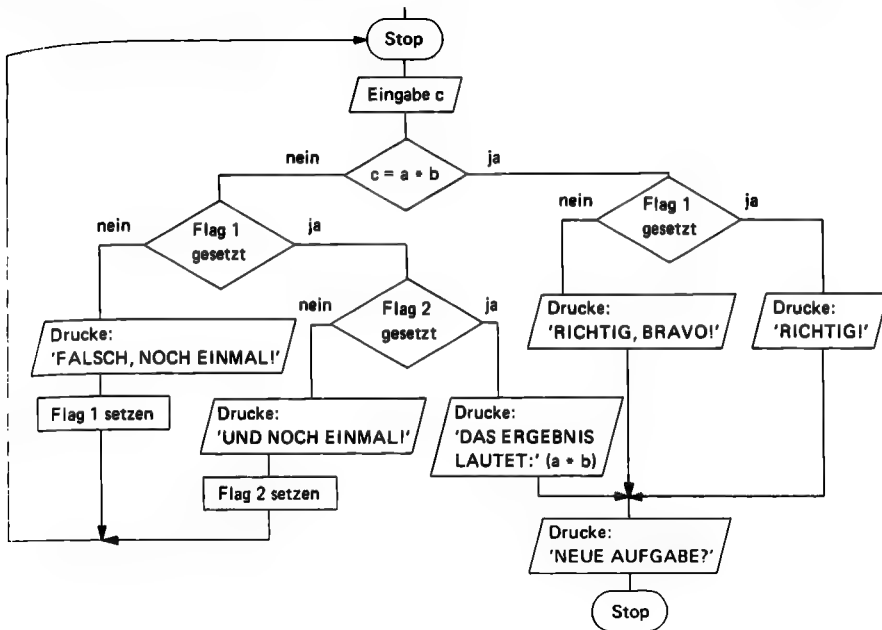 Stop
Eingabe c
nein
ja
c = a * b
nein
Flag 1
gesetzt
ja
nein
Flag 1
gesetzt
ja
nein
Flag 2
gesetzt
ja
Drucke:
'FALSCH, NOCH EINMAL!'
Drucke:
'RICHTIG, BRAVO!'
Drucke:
'RICHTIG!'
Flag 1 setzen
Drucke:
'UND NOCH EINMAL!'
Drucke:
'DAS ERGEBNIS
LAUTET:' (a * b)
Flag 2 setzen
Drucke:
'NEUE AUFGABE?'
Stop